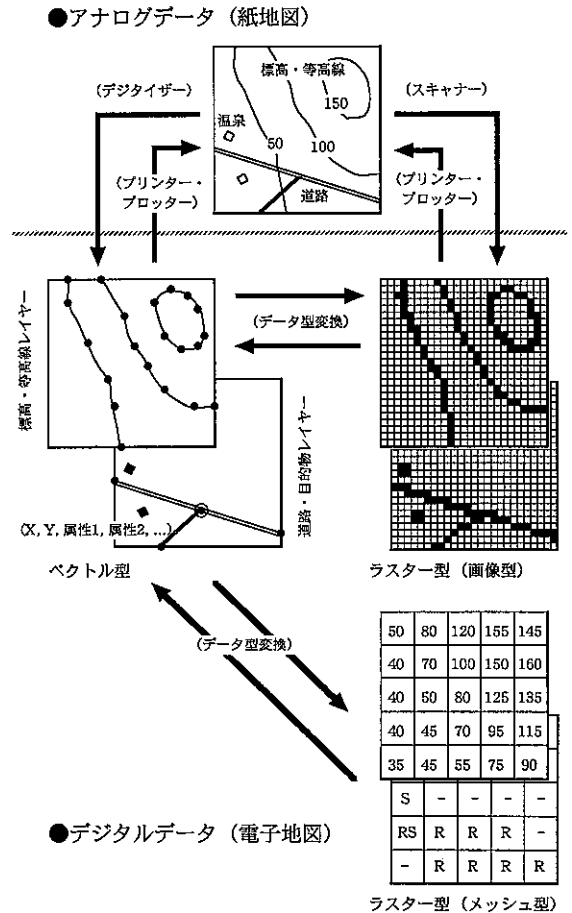 ●アナログデータ（紙地図）
標高・等高線
150
温泉
50
100
道路
（デジタイザー）
（スキャナー）
（プリンター・
プロッター）
（プリンター・
プロッター）
標高・等高線レイヤー
（データ型変換）
道路・目的物レイヤー
(X, Y, 属性1, 属性2, …)
ベクトル型
ラスター型（画像型）
（データ型変換）
50 80 120 155 145
40 70 100 150 160
40 50 80 125 135
40 45 70 95 115
35 45 55 75 90
S - - - -
RS R R R -
- R R R R
●デジタルデータ（電子地図）
ラスター型（メッシュ型）